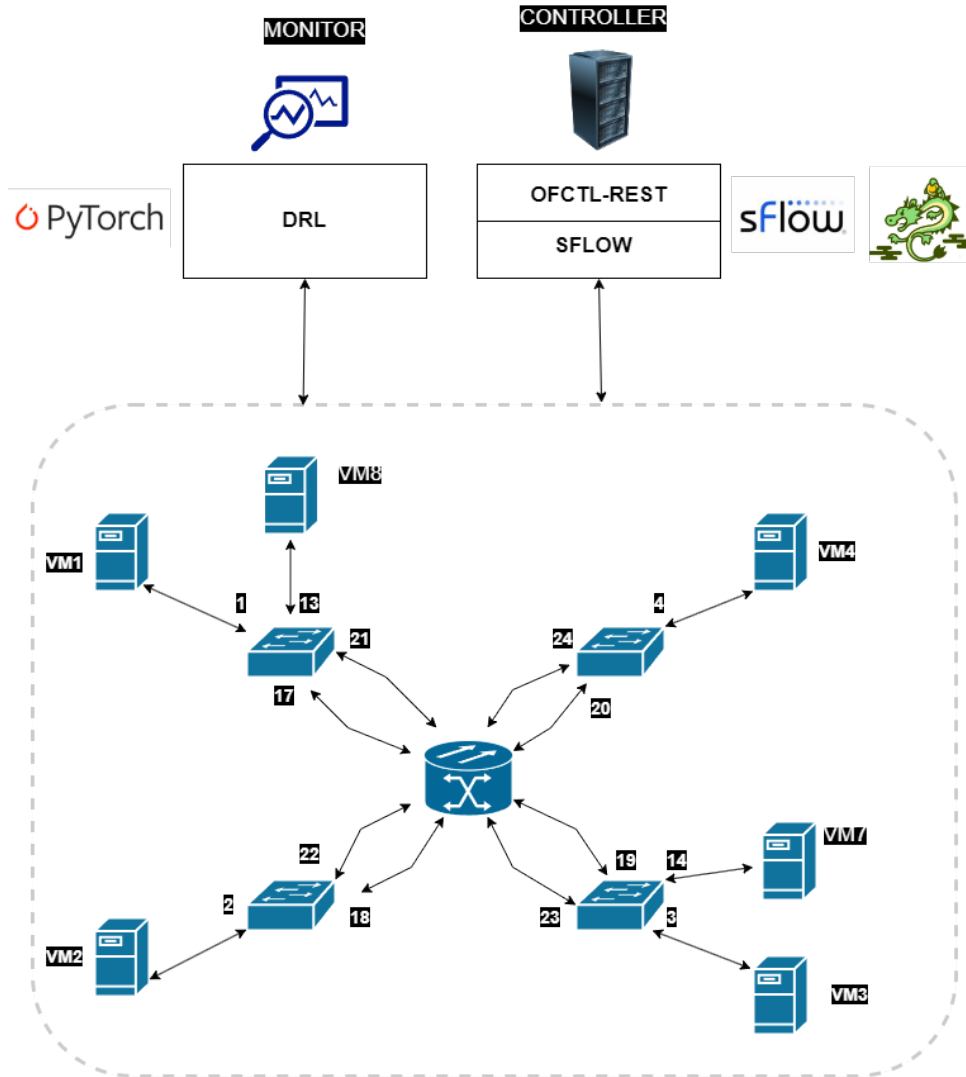 MONITOR
CONTROLLER
PyTorch
DRL
OFCTL-REST
SFLOW
sFlow
VM8
VM1
VM4
1
13
4
21
24
17
20
VM7
22
19
14
2
18
23
3
VM2
VM3